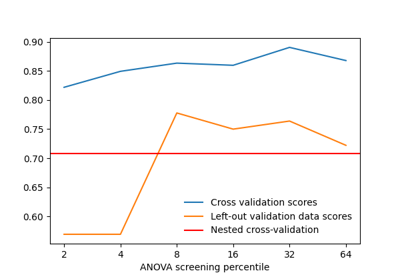 0.90
0.85
0.80
0.75
0.70
0.65
0.60
Cross validation scores
Left-out validation data scores
Nested cross-validation
2 4 8 16 32 64
ANOVA screening percentile